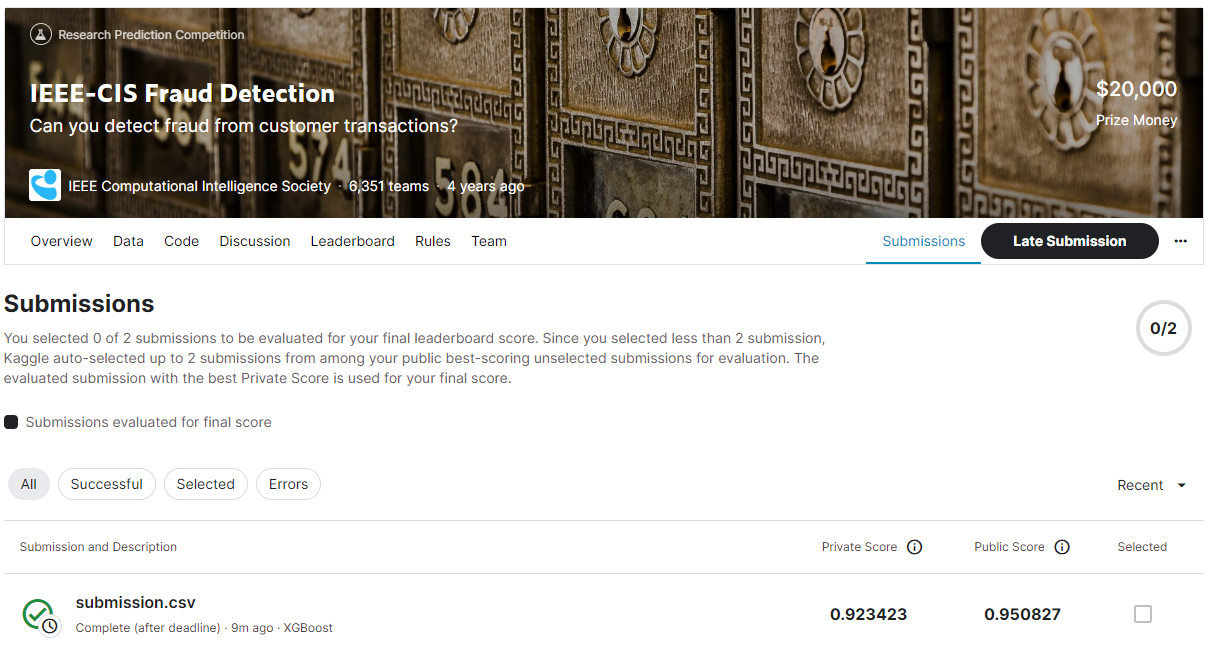 Research Prediction Competition
IEEE-CIS Fraud Detection
Can you detect fraud from customer transactions?
$20,000
Prize Money
574
584
IEEE Computational Intelligence Society · 6,351 teams · 4 years ago
Overview Data Code Discussion Leaderboard Rules Team Submissions Late Submission ···
Submissions
You selected 0 of 2 submissions to be evaluated for your final leaderboard score. Since you selected less than 2 submission,
Kaggle auto-selected up to 2 submissions from among your public best-scoring unselected submissions for evaluation. The
evaluated submission with the best Private Score is used for your final score.
0/2
Submissions evaluated for final score
All Successful Selected Errors Recent
Submission and Description Private Score Public Score Selected
submission.csv
Complete (after deadline) · 9m ago · XGBoost
0.923423 0.950827